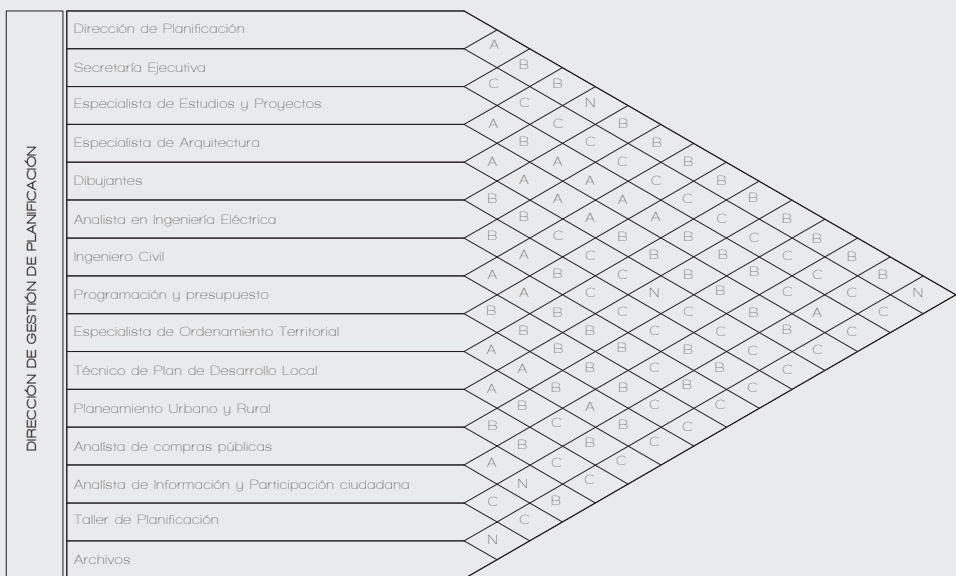 DIRECCIÓN DE GESTIÓN DE PLANIFICACIÓN
Dirección de Planificación
A
Secretaría Ejecutiva B
C B
Especialista de Estudios y Proyectos C N
A C B
Especialista de Arquitectura B C B
A A C B
Dibujantes A A C B
B A A C B
Analista en Ingeniería Eléctrica B A A C B
B C B B C B
Ingeniero Civil A C B B C B
A B C B B C B
Programación y presupuesto A C N B C C N
B B C C B A C
Especialista de Ordenamiento Territorial B B C C B C
A B B B C C
Técnico de Plan de Desarrollo Local A B C B C
A B B B C
Planeamiento Urbano y Rural B A C C
B C C C
Analísta de compras públicas B B C
A C C
Analísta de Información y Participación ciudadana N C
C B
Taller de Planificación C
N
Archivos